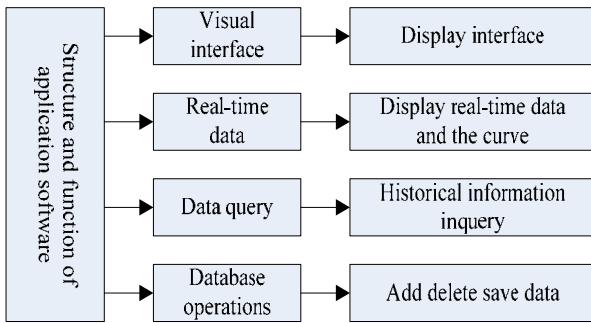 Structure and function of
application software
Visual
interface
Display interface
Real-time
data
Display real-time data
and the curve
Data query
Historical information
inquery
Database
operations
Add delete save data